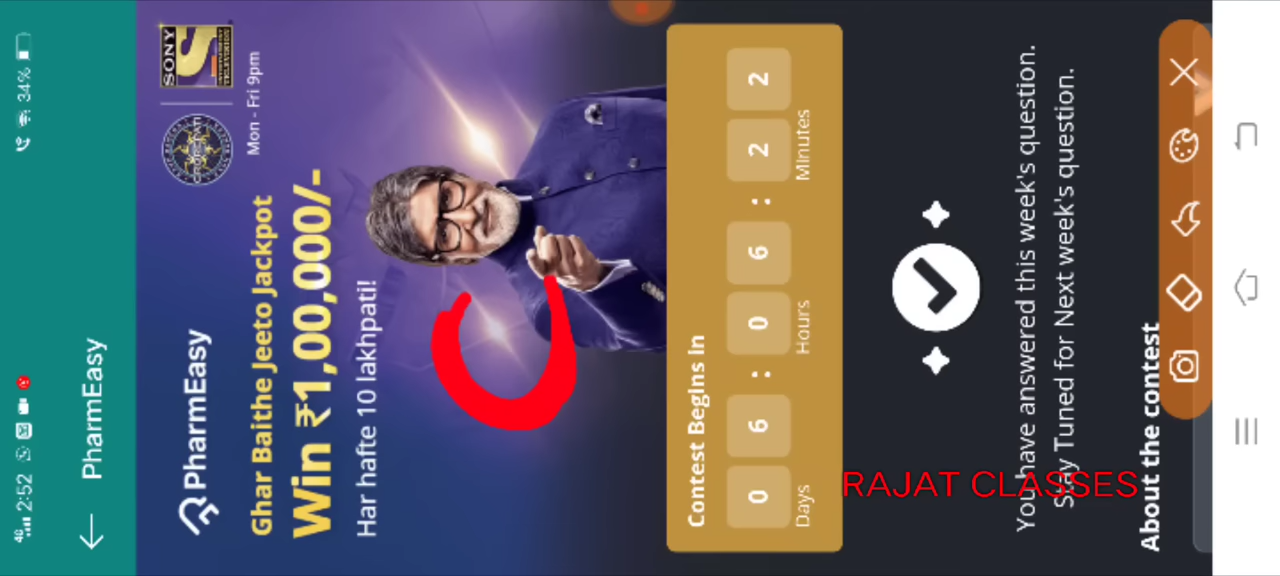 4G 2:52 34%
PharmEasy
SONY
Mon - Fri 9pm
PharmEasy
Ghar Baithe Jeeto Jackpot
Win ₹1,00,000/-
Har hafte 10 lakhpati!
Contest Begins In
0 6 : 0 6 : 2 2
Days Hours Minutes
You have answered this week's question.
Stay Tuned for Next week's question.
About the contest
RAJAT CLASSES